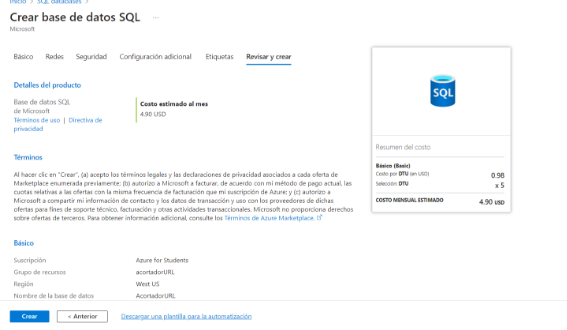 Inicio > SQL databases >
Crear base de datos SQL ...
Microsoft
Básico Redes Seguridad Configuración adicional Etiquetas Revisar y crear
Detalles del producto
Base de datos SQL
de Microsoft
Términos de uso | Directiva de
privacidad
Costo estimado al mes
4.90 USD
Términos
Al hacer clic en "Crear", (a) acepto los términos legales y las declaraciones de privacidad asociados a cada oferta de
Marketplace enumerada previamente; (b) autorizo a Microsoft a facturar, de acuerdo con mi método de pago actual, las
cuotas relativas a las ofertas con la misma frecuencia de facturación que mi suscripción de Azure; y (c) autorizo a
Microsoft a compartir mi información de contacto y los datos de transacción y uso con los proveedores de dichas
ofertas para fines de soporte técnico, facturación y otras actividades transaccionales. Microsoft no proporciona derechos
sobre ofertas de terceros. Para obtener información adicional, consulte los Términos de Azure Marketplace.
Básico
Suscripción Azure for Students
Grupo de recursos acortadorURL
Región West US
Nombre de la base de datos AcortadorURL
Crear < Anterior Descargar una plantilla para la automatización
SQL
Resumen del costo
Básico (Basic)
Costo por DTU (en USD) 0.98
Selección DTU x 5
COSTO MENSUAL ESTIMADO 4.90 USD